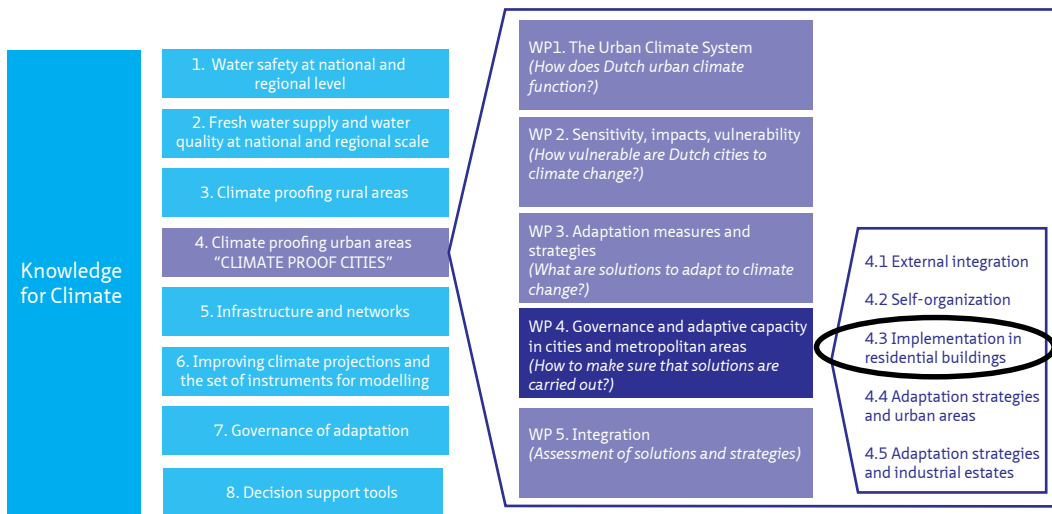 Knowledge
for Climate
1. Water safety at national and
regional level
2. Fresh water supply and water
quality at national and regional scale
3. Climate proofing rural areas
4. Climate proofing urban areas
“CLIMATE PROOF CITIES”
5. Infrastructure and networks
6. Improving climate projections and
the set of instruments for modelling
7. Governance of adaptation
8. Decision support tools
WP1. The Urban Climate System
(How does Dutch urban climate
function?)
WP 2. Sensitivity, impacts, vulnerability
(How vulnerable are Dutch cities to
climate change?)
WP 3. Adaptation measures and
strategies
(What are solutions to adapt to climate
change?)
WP 4. Governance and adaptive capacity
in cities and metropolitan areas
(How to make sure that solutions are
carried out?)
WP 5. Integration
(Assessment of solutions and strategies)
4.1 External integration
4.2 Self-organization
4.3 Implementation in
residential buildings
4.4 Adaptation strategies
and urban areas
4.5 Adaptation strategies
and industrial estates